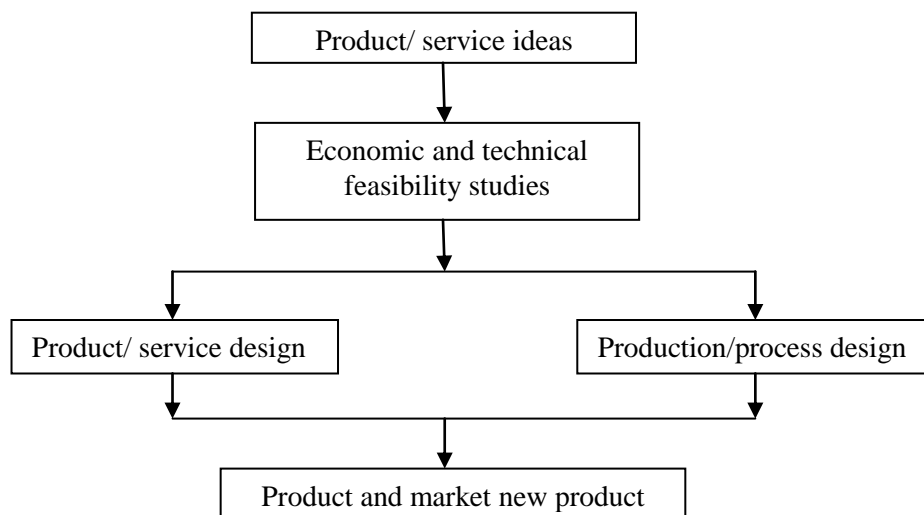 Product/ service ideas
Economic and technical
feasibility studies
Product/ service design
Production/process design
Product and market new product